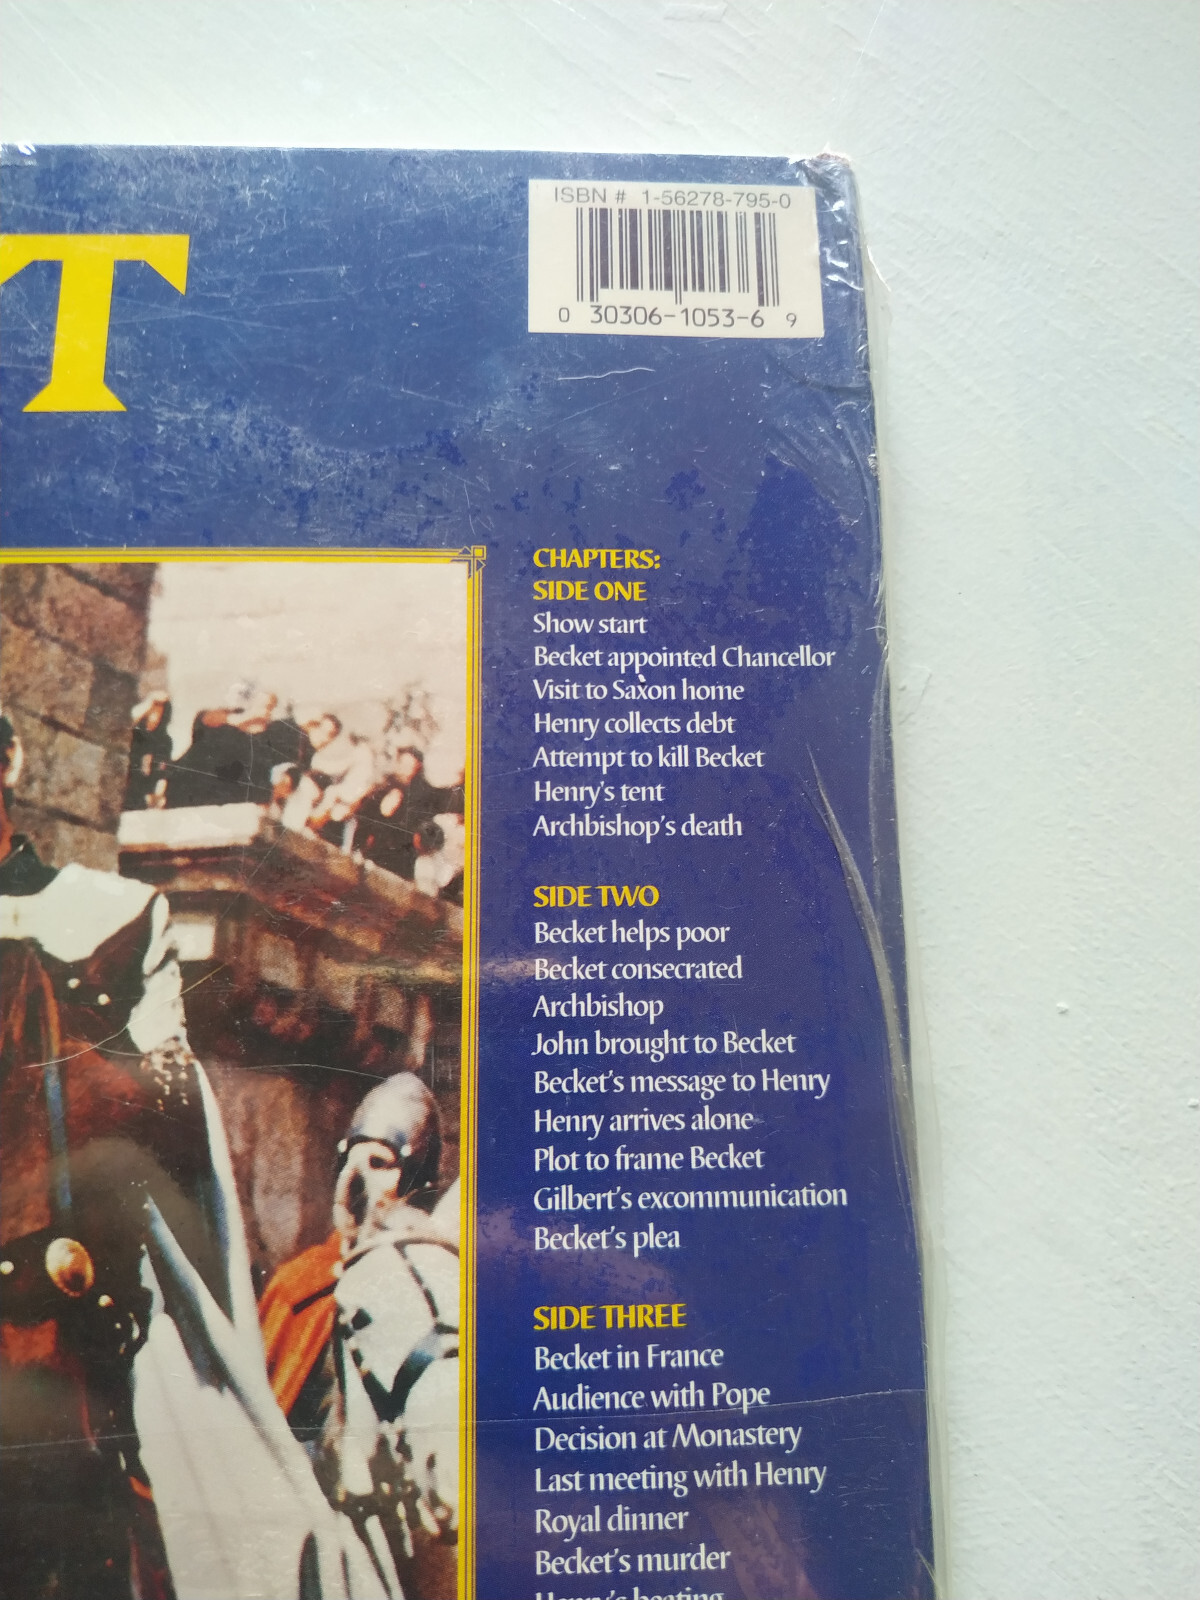 T
ISBN # 1-56278-795-0
0 30306-1053-6 9
CHAPTERS:
SIDE ONE
Show start
Becket appointed Chancellor
Visit to Saxon home
Henry collects debt
Attempt to kill Becket
Henry's tent
Archbishop's death
SIDE TWO
Becket helps poor
Becket consecrated
Archbishop
John brought to Becket
Becket's message to Henry
Henry arrives alone
Plot to frame Becket
Gilbert's excommunication
Becket's plea
SIDE THREE
Becket in France
Audience with Pope
Decision at Monastery
Last meeting with Henry
Royal dinner
Becket's murder
Henry's beating